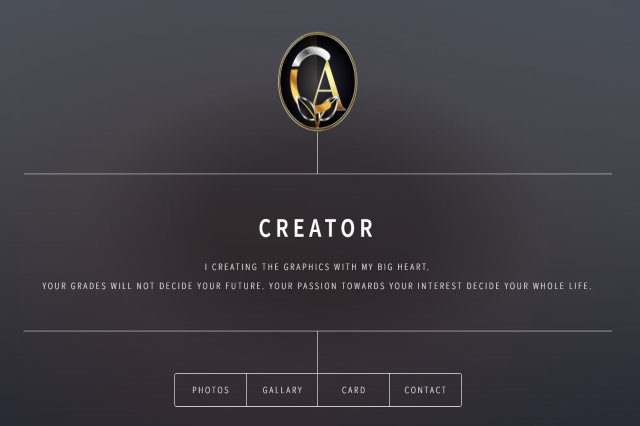 CA
CREATOR
I CREATING THE GRAPHICS WITH MY BIG HEART.
YOUR GRADES WILL NOT DECIDE YOUR FUTURE. YOUR PASSION TOWARDS YOUR INTEREST DECIDE YOUR WHOLE LIFE.
PHOTOS GALLARY CARD CONTACT